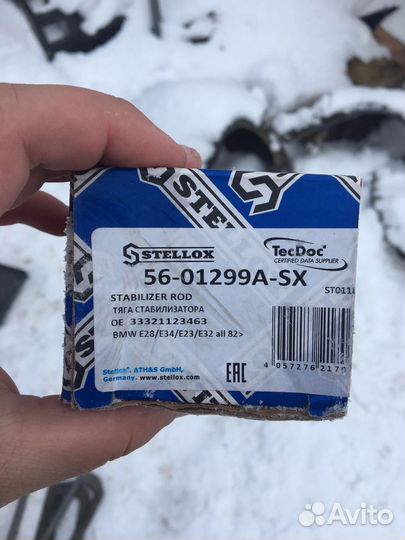 STELLOX
STELLOX
TecDoc
CERTIFIED DATA SUPPLIER
56-01299A-SX
STABILIZER ROD
ТЯГА СТАБИЛИЗАТОРА
OE 33321123463
BMW E28/E34/E23/E32 all 82>
Stellox, ATH&S GmbH,
Germany. www.stellox.com
EAC
4 057276 2170
Avito